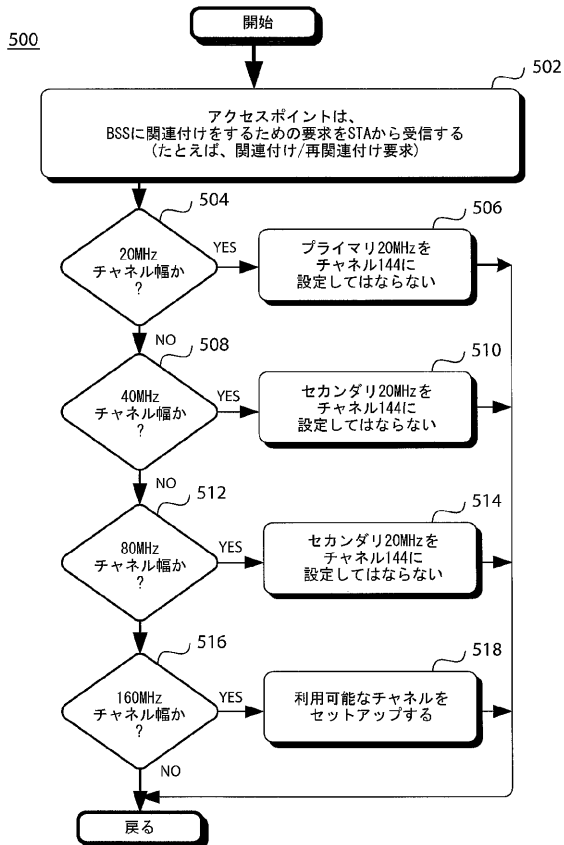 開始
500
502
アクセスポイントは、
BSSに関連付けをするための要求をSTAから受信する
(たとえば、関連付け/再関連付け要求)
504
20MHz
チャネル幅か
?
YES
506
プライマリ20MHzを
チャネル144に
設定してはならない
NO
508
40MHz
チャネル幅か
?
YES
510
セカンダリ20MHzを
チャネル144に
設定してはならない
NO
512
80MHz
チャネル幅か
?
YES
514
セカンダリ20MHzを
チャネル144に
設定してはならない
516
160MHz
チャネル幅か
?
YES
518
利用可能なチャネルを
セットアップする
NO
戻る